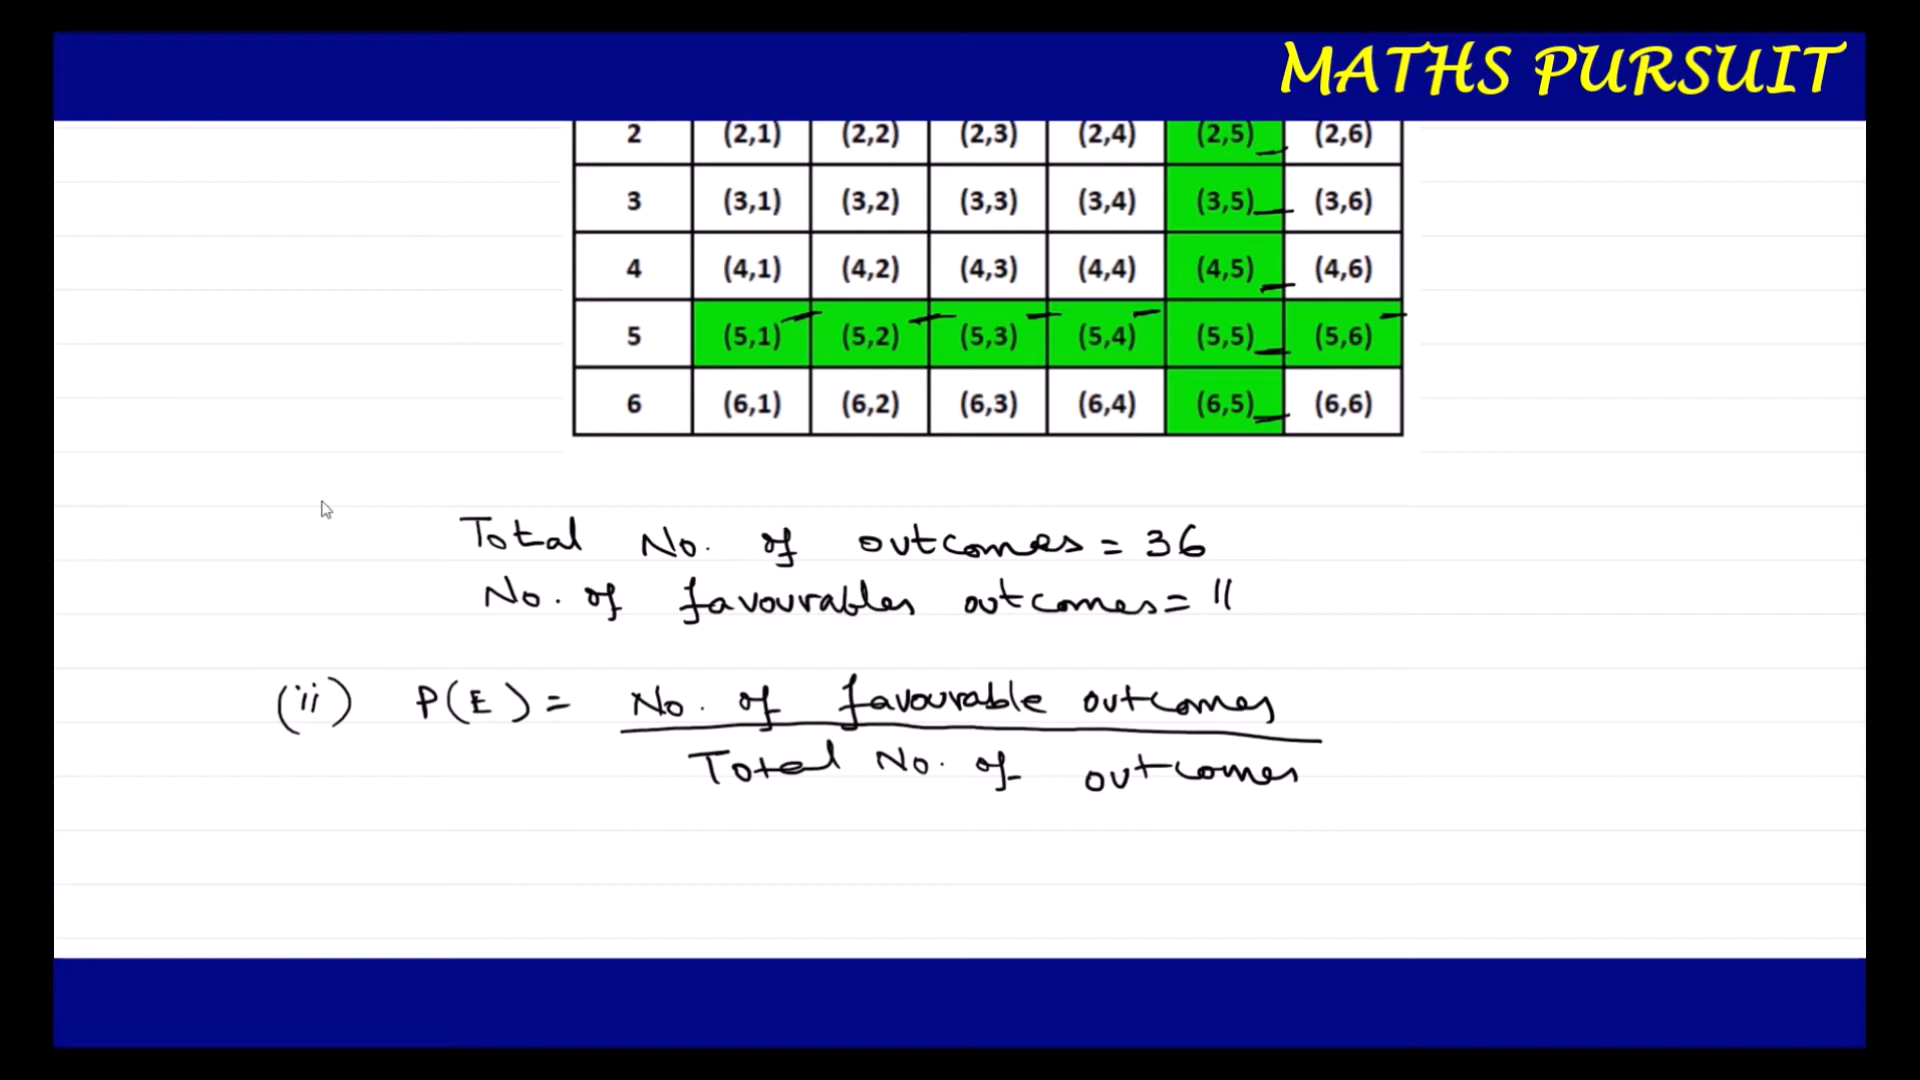 MATHS PURSUIT
2 (2,1) (2,2) (2,3) (2,4) (2,5) (2,6)
3 (3,1) (3,2) (3,3) (3,4) (3,5) (3,6)
4 (4,1) (4,2) (4,3) (4,4) (4,5) (4,6)
5 (5,1) (5,2) (5,3) (5,4) (5,5) (5,6)
6 (6,1) (6,2) (6,3) (6,4) (6,5) (6,6)
Total No. of outcomes = 36
No. of favourables outcomes = 11
(ii) P(E) = No. of favourable outcomes
Total No. of outcomes